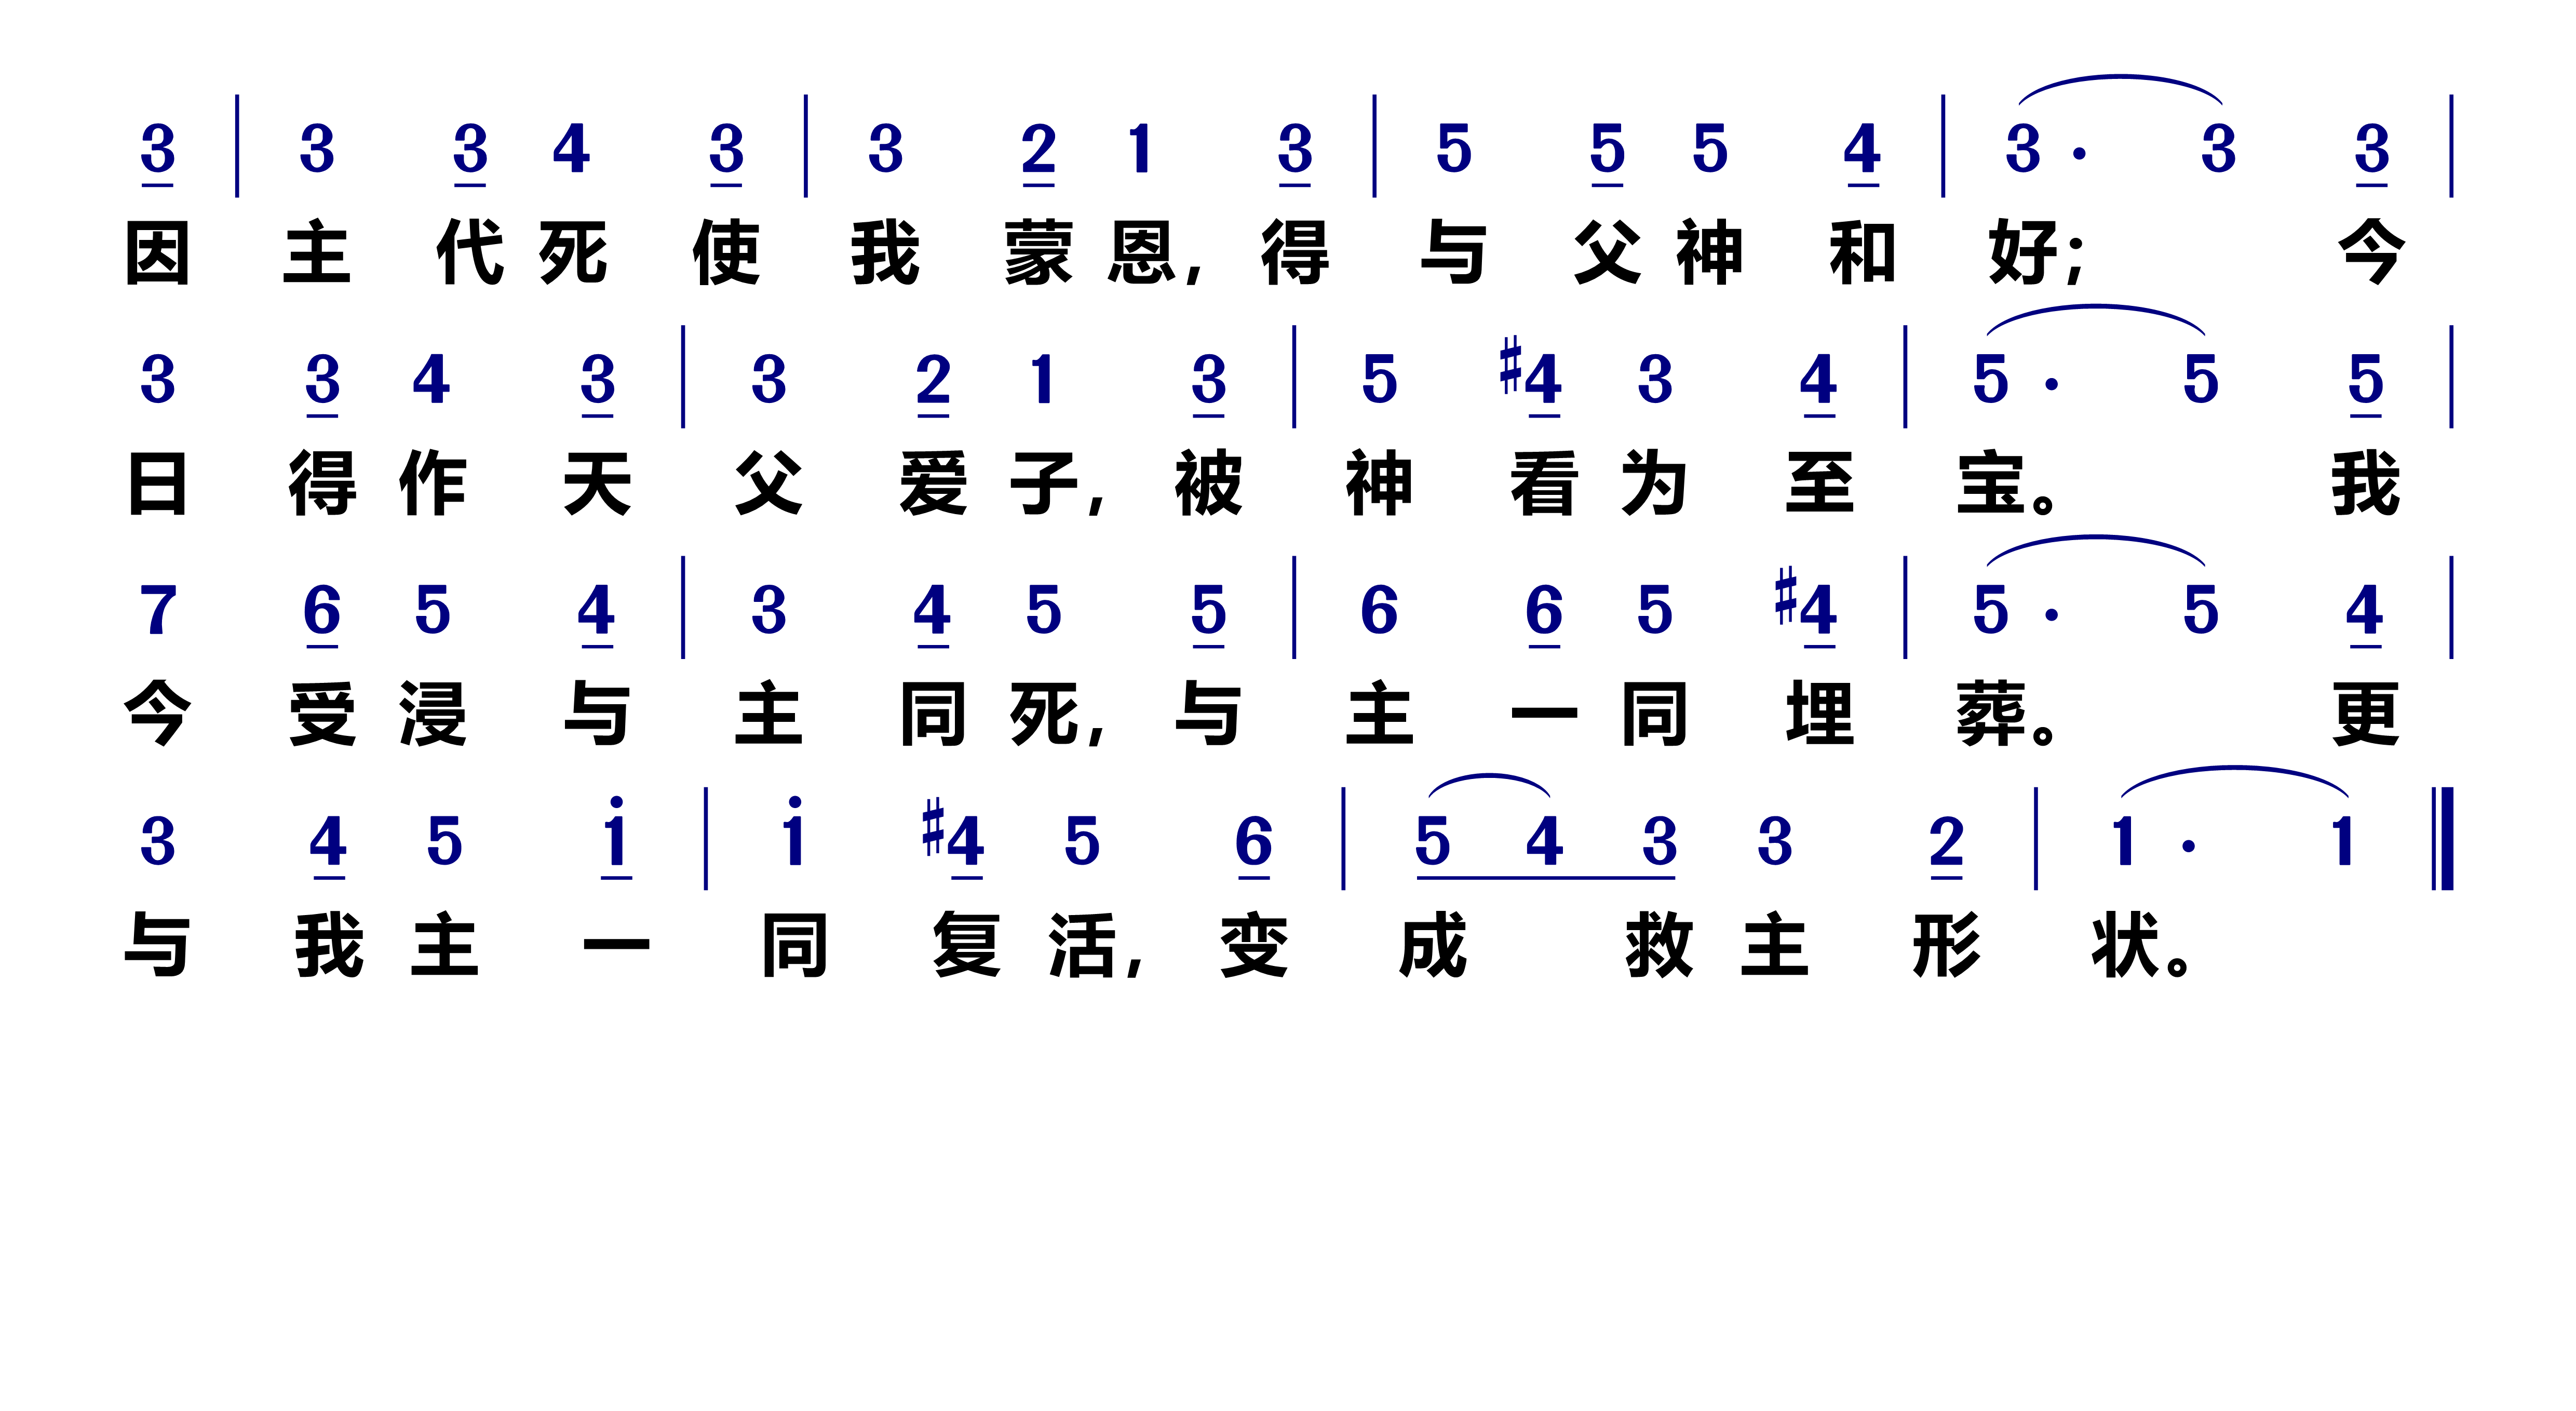 3 | 3 3 4 3 | 3 2 1 3 | 5 5 5 4 | 3 · 3 3 |
因主代死使我蒙恩，得与父神和好；今
3 3 4 3 | 3 2 1 3 | 5 #4 3 4 | 5 · 5 5 |
日得作天父爱子，被神看为至宝。我
7 6 5 4 | 3 4 5 5 | 6 6 5 #4 | 5 · 5 4 |
今受浸与主同死，与主一同埋葬。更
3 4 5 i | i #4 5 6 | 5 4 3 3 2 | 1 · 1 ‖
与我主一同复活，变成救主形状。